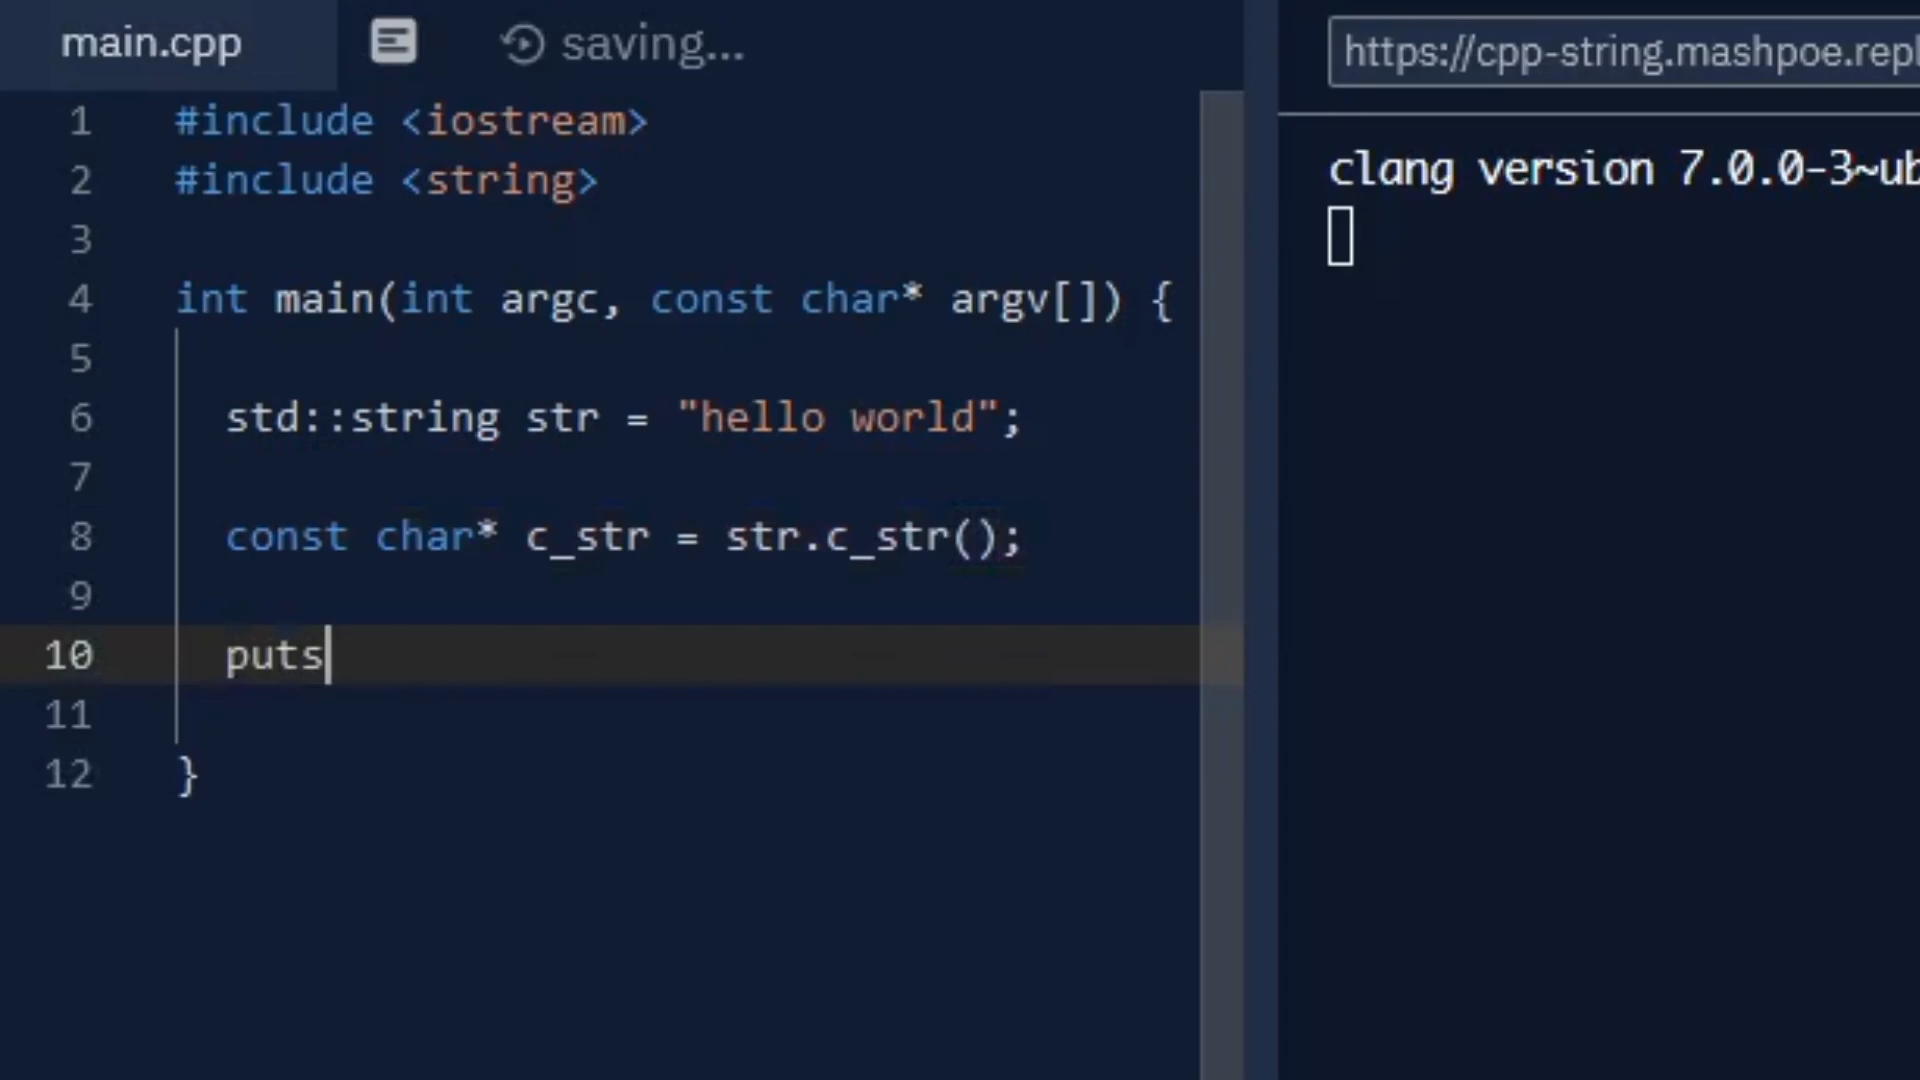 main.cpp
saving...
https://cpp-string.mashpoe.repl
1 #include <iostream>
2 #include <string>
3
4 int main(int argc, const char* argv[]) {
5
6 std::string str = "hello world";
7
8 const char* c_str = str.c_str();
9
10 puts
11
12 }
clang version 7.0.0-3~ub